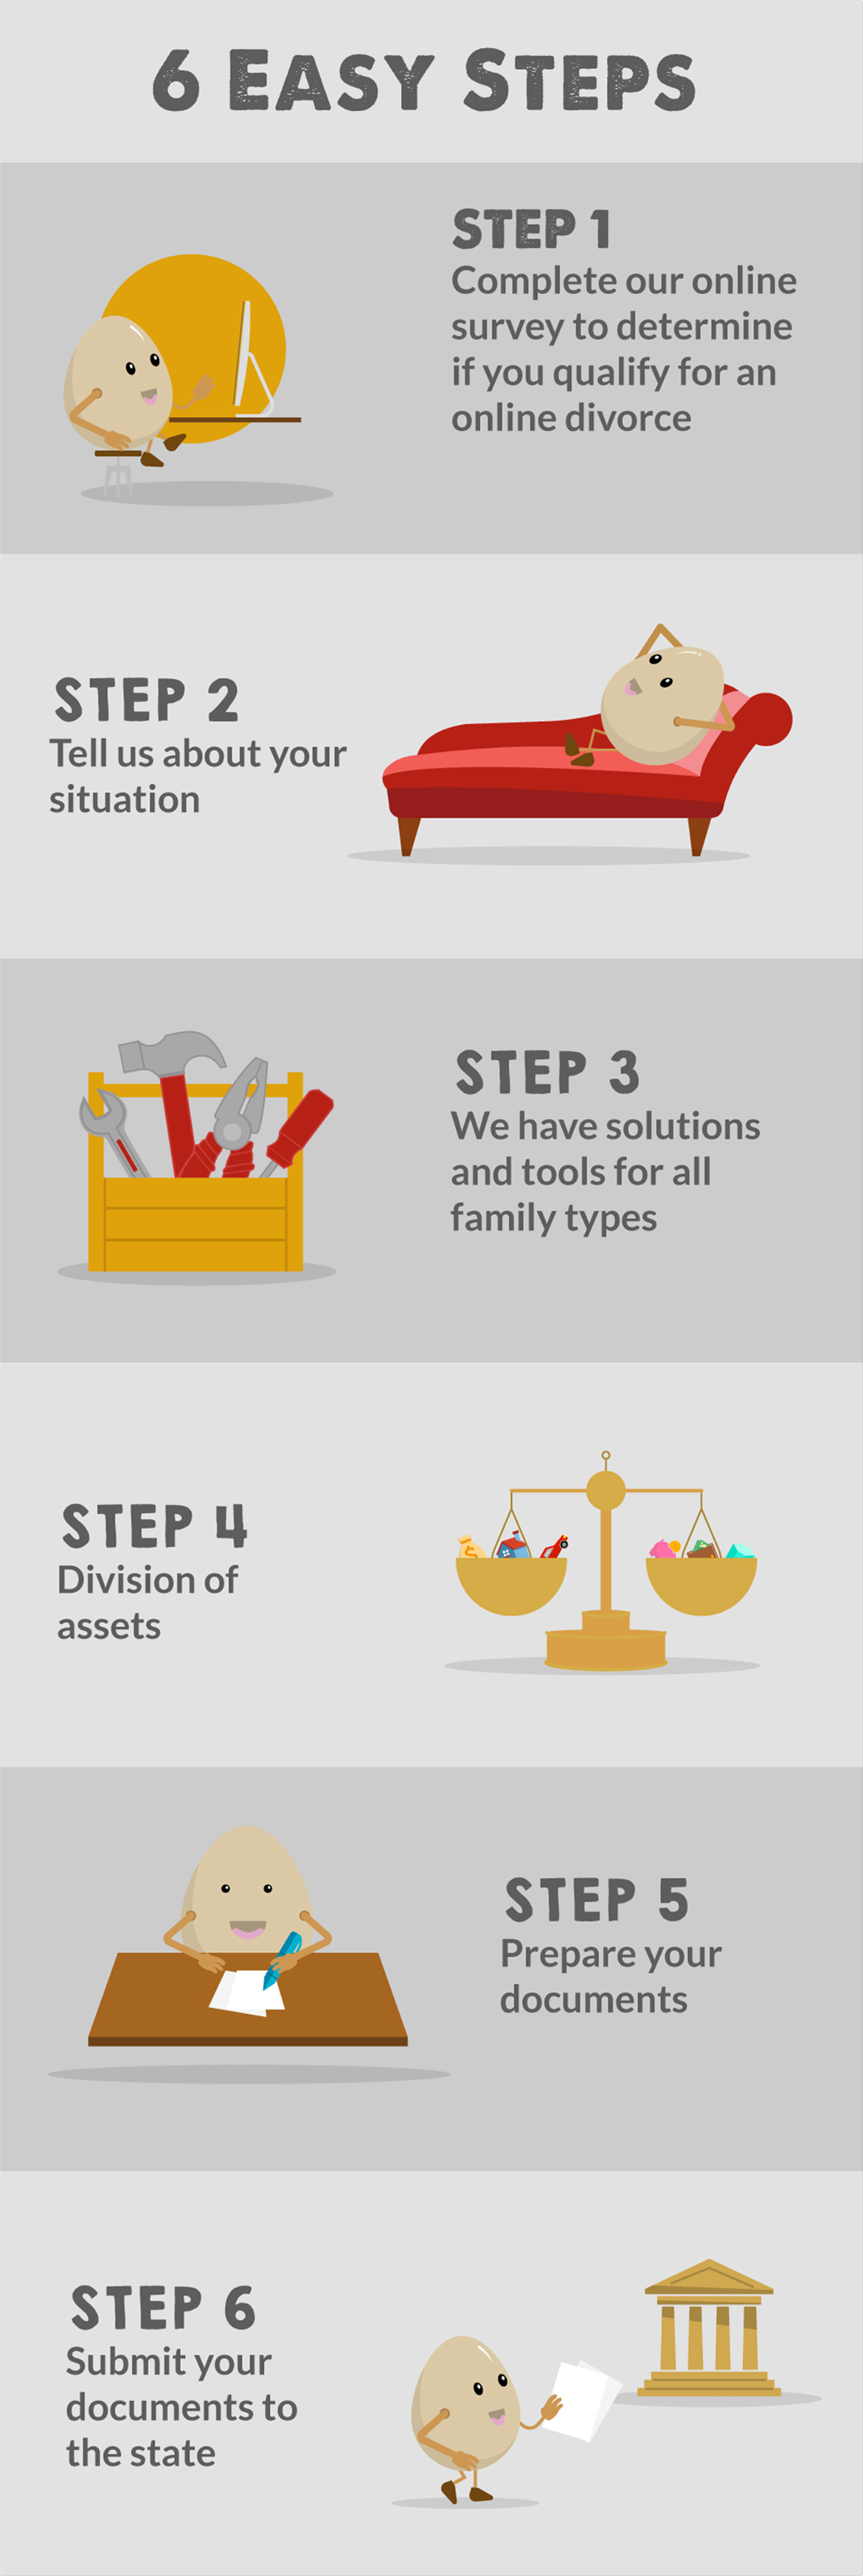 6 Easy Steps
STEP 1
Complete our online
survey to determine
if you qualify for an
online divorce
STEP 2
Tell us about your
situation
STEP 3
We have solutions
and tools for all
family types
STEP 4
Division of
assets
STEP 5
Prepare your
documents
STEP 6
Submit your
documents to
the state